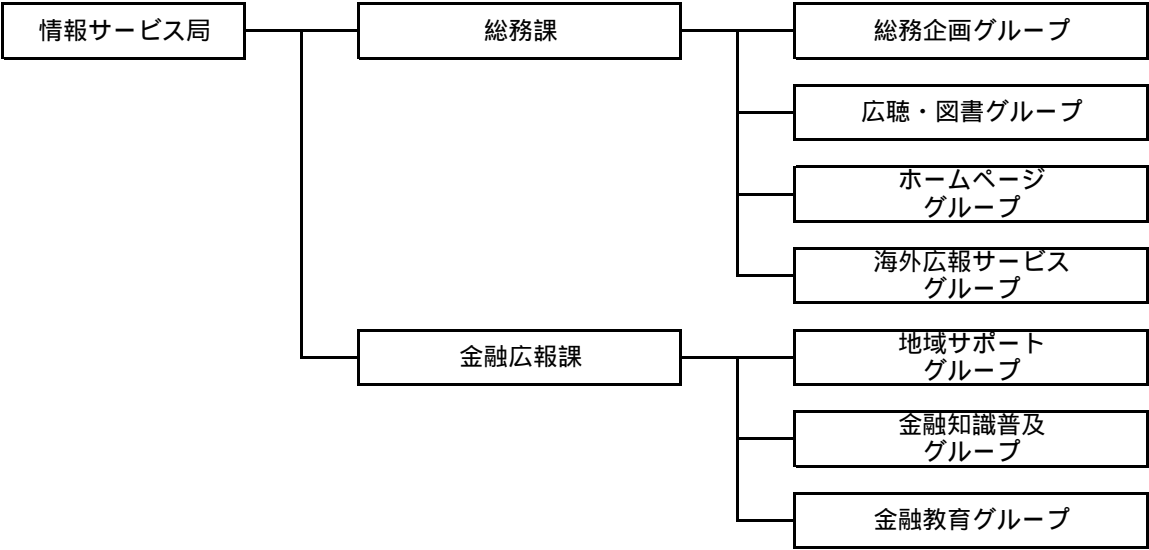 情報サービス局
総務課
総務企画グループ
広聴・図書グループ
ホームページ
グループ
海外広報サービス
グループ
金融広報課
地域サポート
グループ
金融知識普及
グループ
金融教育グループ